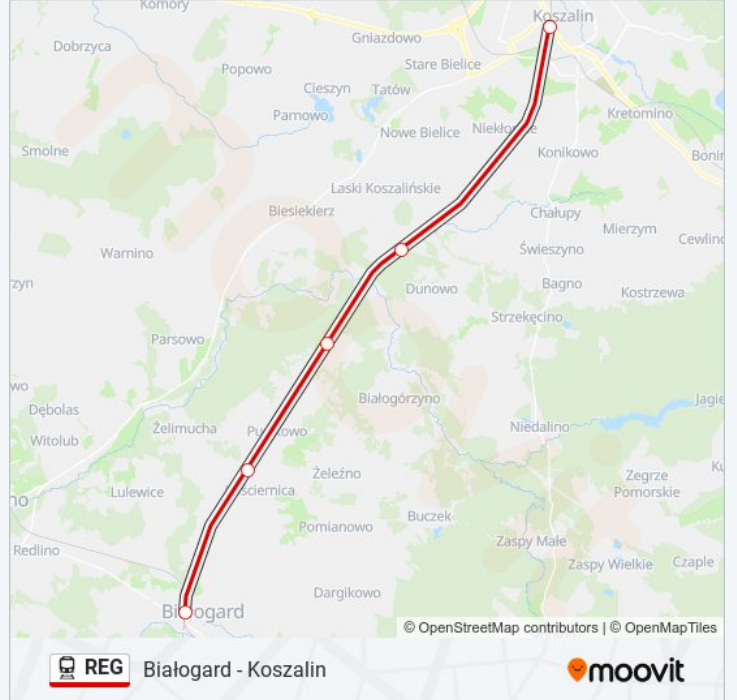 Komory
Koszalin
Gniazdowo
Dobrzyca
Stare Bielice
Popowo
Cieszyn
Tatów
Parnowo
Kretomino
Nowe Bielice
Smolne
Konikowo
Laski Koszalińskie
Biesiekierz
Chałupy
Mierzym
Warnino
Świeszyno
Dunowo
Bagno
Kostrzewa
Strzekęcino
Parsowo
Białogórzyno
Dębolas
Żelimucha
Niedalino
Witolub
Żeleźno
Zegrze
Pomorskie
Lulewice
Buczek
Pomianowo
Zaspy Małe
Redlino
Zaspy Wielkie
Czaple
Dargikowo
© OpenStreetMap contributors | © OpenMapTiles
REG Białogard - Koszalin moovit